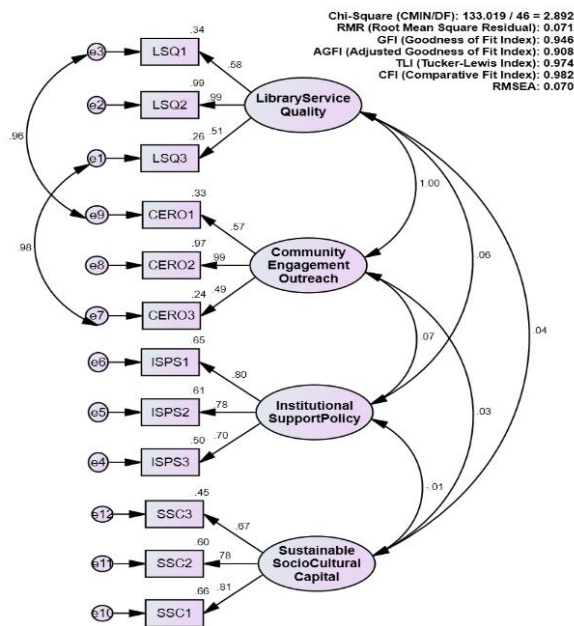 Chi-Square (CMIN/DF): 133.019 / 46 = 2.892
RMR (Root Mean Square Residual): 0.071
GFI (Goodness of Fit Index): 0.946
AGFI (Adjusted Goodness of Fit Index): 0.908
TLI (Tucker-Lewis Index): 0.974
CFI (Comparative Fit Index): 0.982
RMSEA: 0.070
.34
e3 LSQ1
.58
.99
e2 LSQ2 .99
LibraryService
Quality
.26
.51
e1 LSQ3
.96
1.00
.33
e9 CERO1
.57
.06
.97
e8 CERO2 .99
Community
Engagement
Outreach
.98
.24
.49
e7 CERO3
.04
.65
.07
e6 ISPS1
.80
.61
e5 ISPS2 .78
Institutional
SupportPolicy
.03
.50
.70
e4 ISPS3
.45
-.01
e12 SSC3
.67
.60
e11 SSC2 .78
Sustainable
SocioCultural
Capital
.66
.81
e10 SSC1